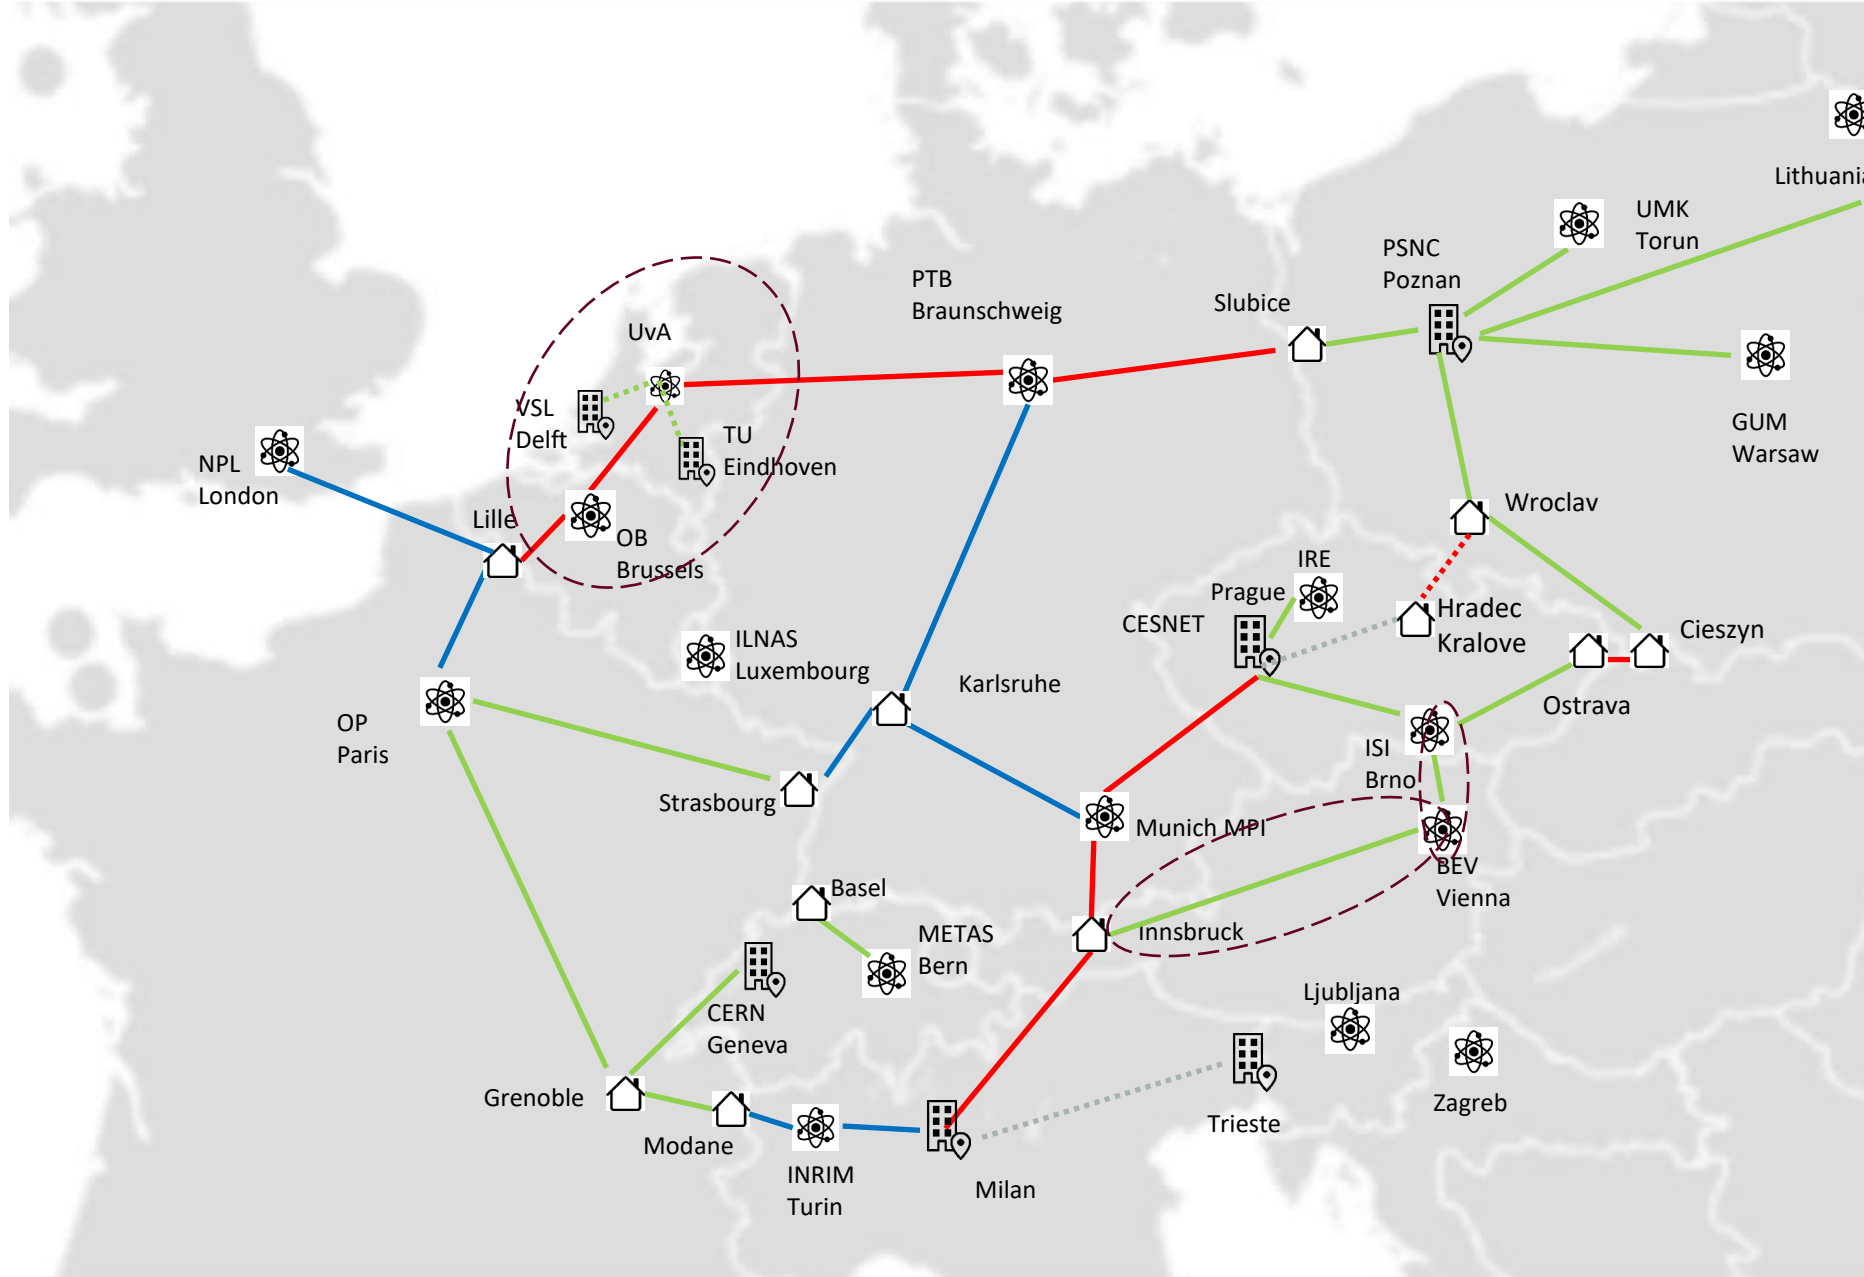 Lithuania
UMK
Torun
PSNC
Poznan
PTB
Braunschweig
Slubice
UvA
VSL
Delft
TU
Eindhoven
GUM
Warsaw
NPL
London
Lille
OB
Brussels
Wroclav
IRE
Prague
CESNET
Hradec
Kralove
Cieszyn
ILNAS
Luxembourg
Karlsruhe
Ostrava
OP
Paris
ISI
Brno
Strasbourg
Munich MPI
BEV
Vienna
Basel
METAS
Bern
Innsbruck
CERN
Geneva
Ljubljana
Grenoble
Modane
Trieste
Zagreb
INRIM
Turin
Milan